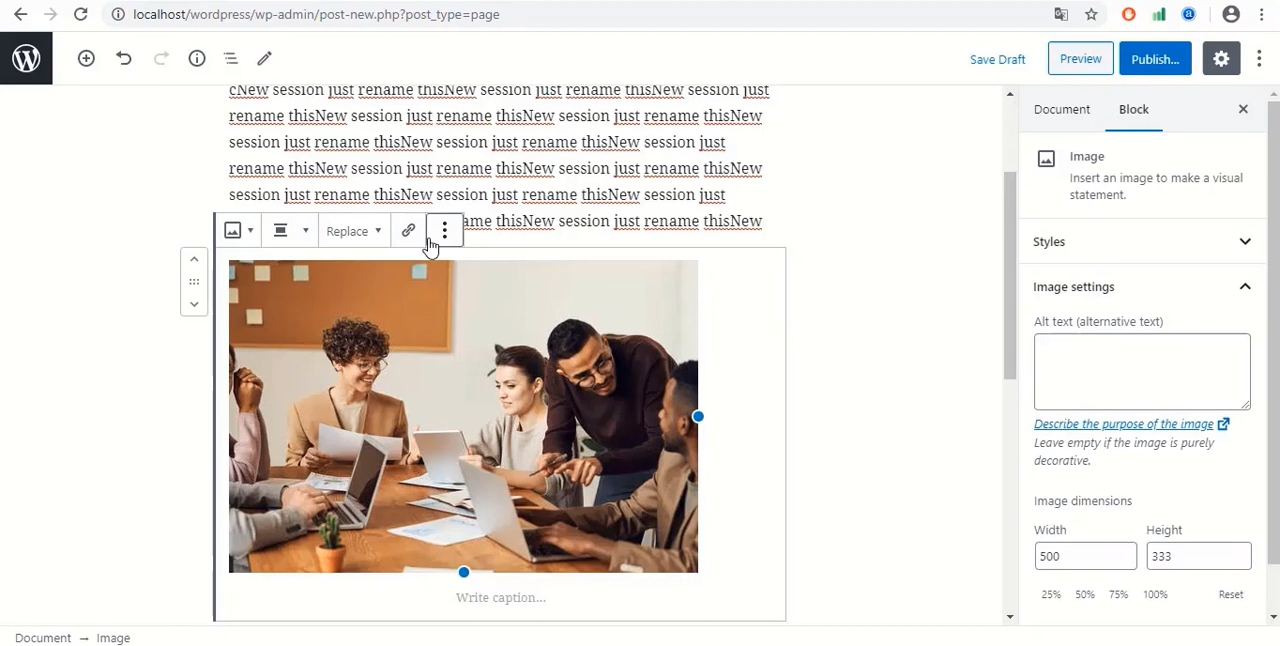 localhost/wordpress/wp-admin/post-new.php?post_type=page
Save Draft
Preview
Publish...
cNew session just rename thisNew session just rename thisNew session just
rename thisNew session just rename thisNew session just rename thisNew
session just rename thisNew session just rename thisNew session just
rename thisNew session just rename thisNew session just rename thisNew
session just rename thisNew session just rename thisNew session just
ame thisNew session just rename thisNew
Replace
Write caption...
Document
Block
Image
Insert an image to make a visual
statement.
Styles
Image settings
Alt text (alternative text)
Describe the purpose of the image
Leave empty if the image is purely
decorative.
Image dimensions
Width
Height
500
333
25% 50% 75% 100% Reset
Document → Image